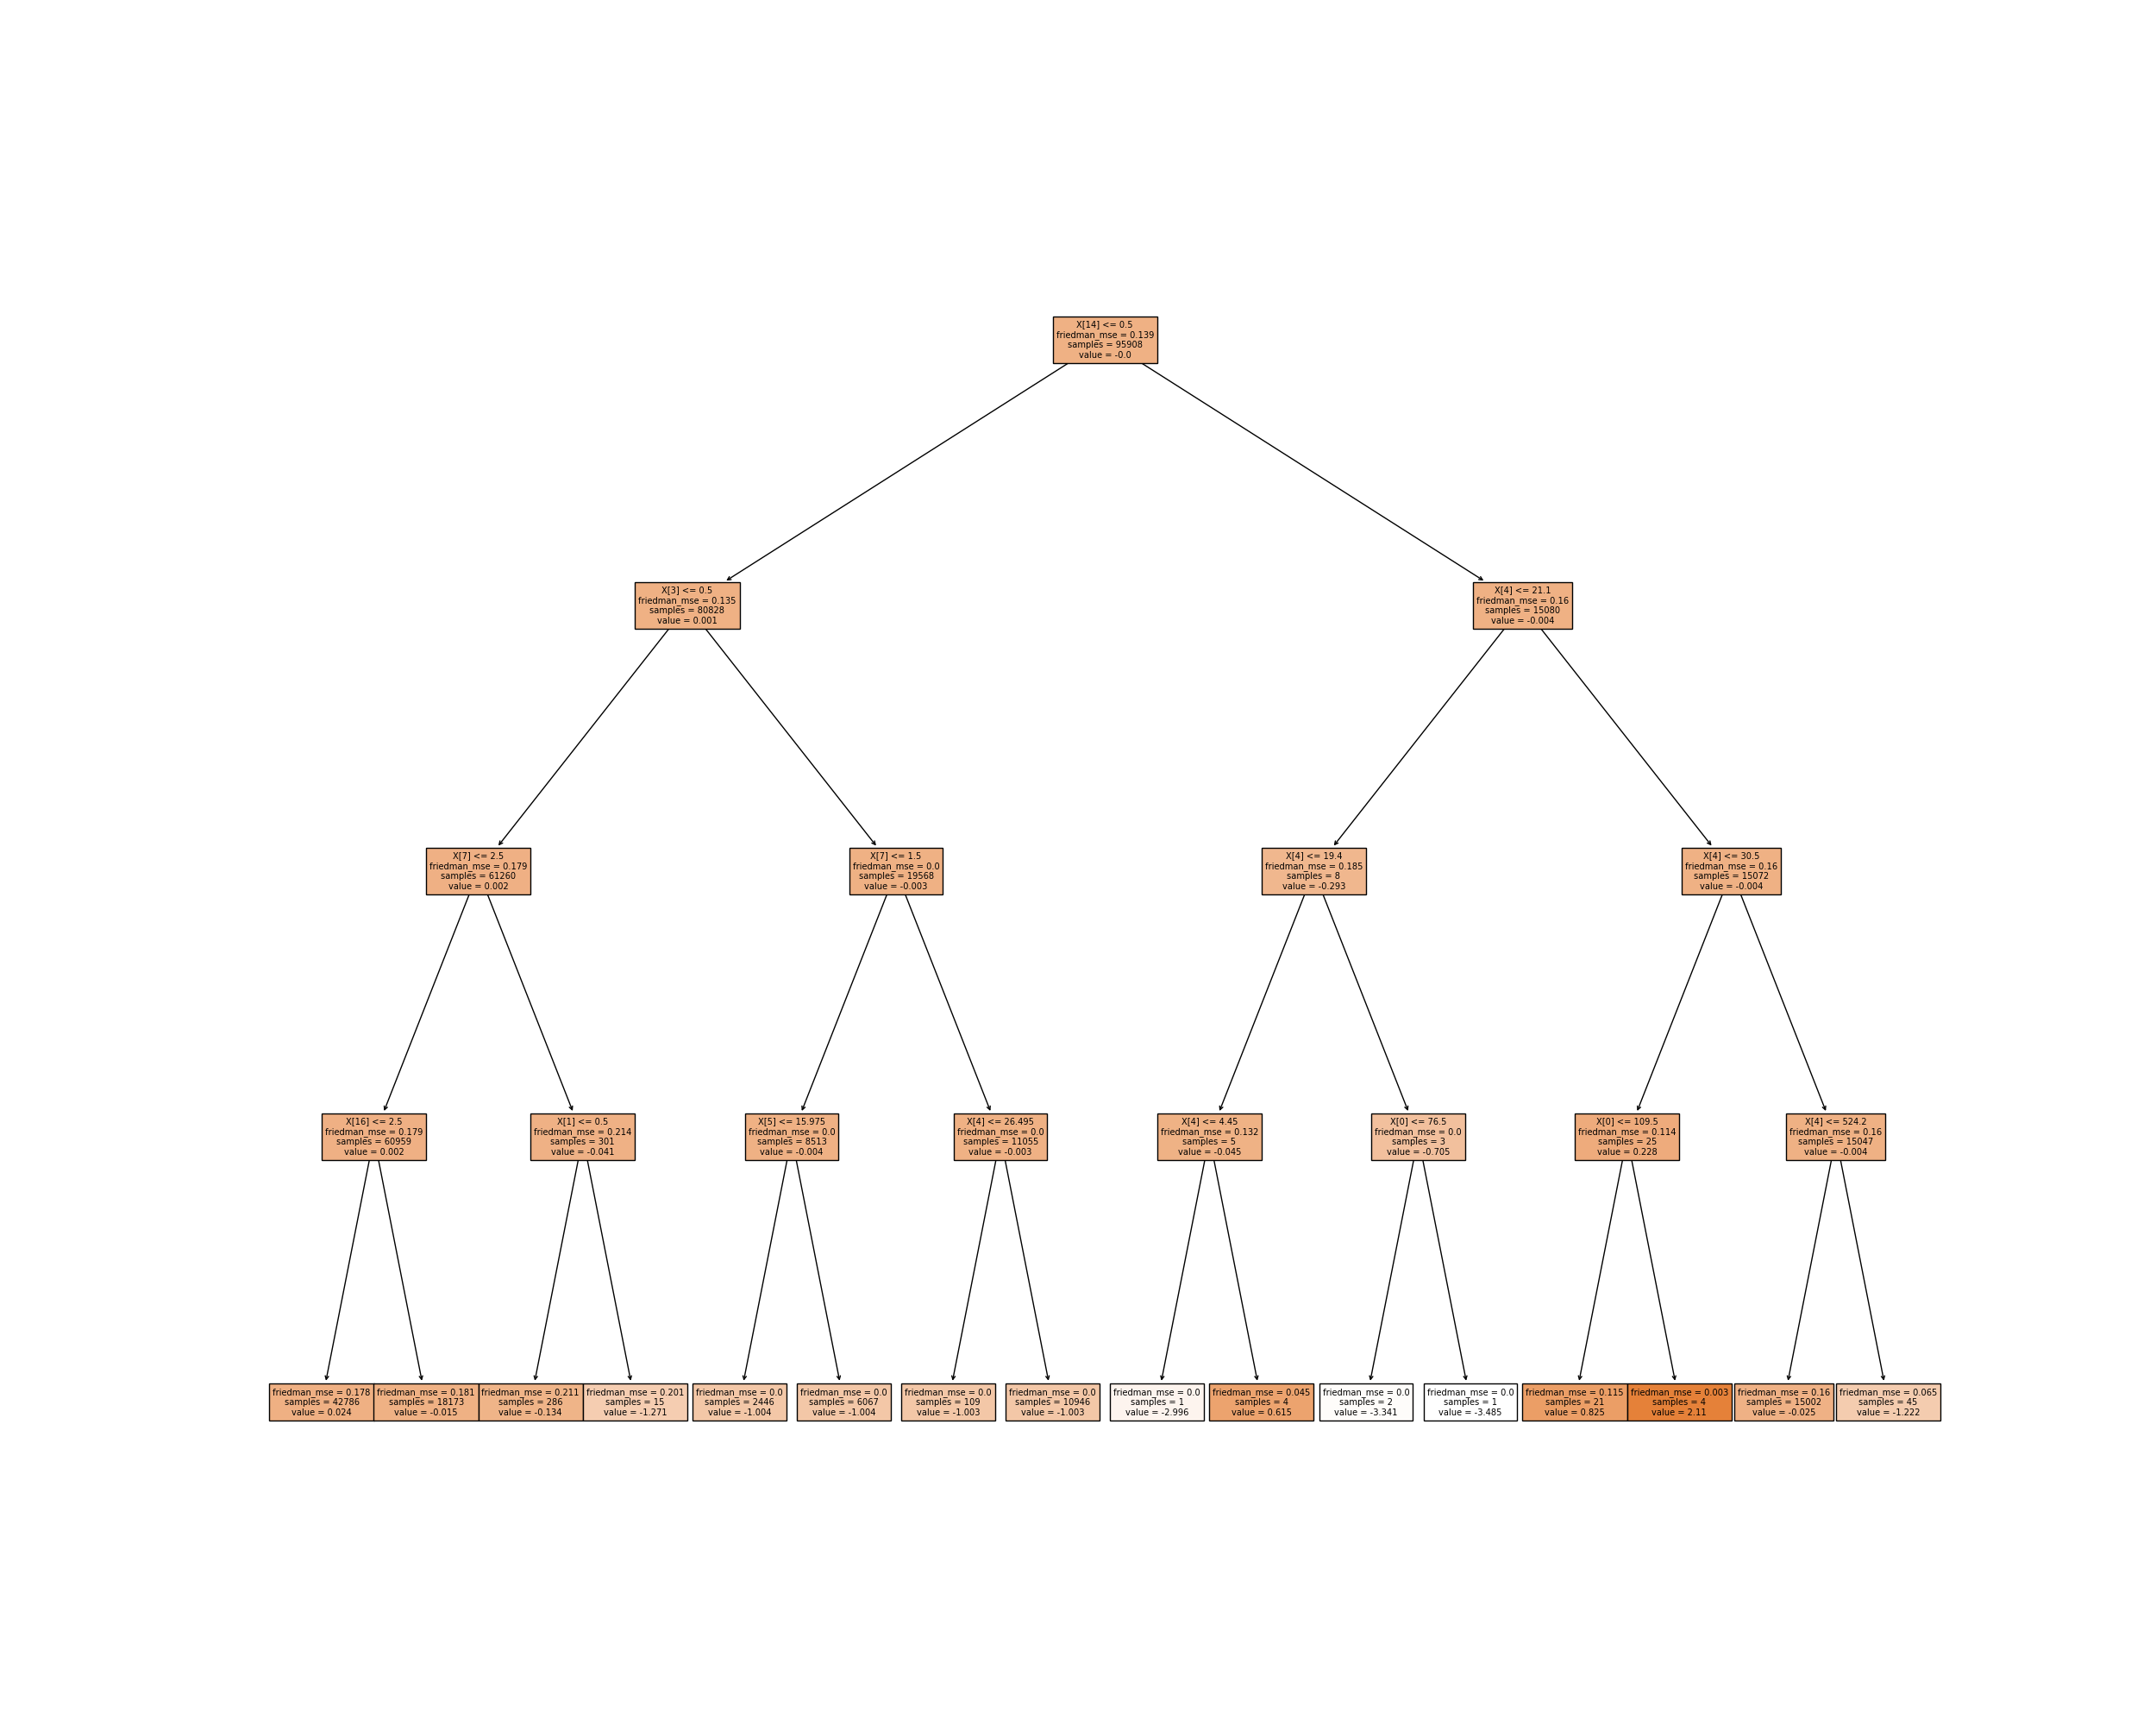 X[14] <= 0.5
friedman_mse = 0.139
samples = 95908
value = -0.0
X[3] <= 0.5
friedman_mse = 0.135
samples = 80828
value = 0.001
X[4] <= 21.1
friedman_mse = 0.16
samples = 15080
value = -0.004
X[7] <= 2.5
friedman_mse = 0.179
samples = 61260
value = 0.002
X[7] <= 1.5
friedman_mse = 0.0
samples = 19568
value = -0.003
X[4] <= 19.4
friedman_mse = 0.185
samples = 8
value = -0.293
X[4] <= 30.5
friedman_mse = 0.16
samples = 15072
value = -0.004
X[16] <= 2.5
friedman_mse = 0.179
samples = 60959
value = 0.002
X[1] <= 0.5
friedman_mse = 0.214
samples = 301
value = -0.041
X[5] <= 15.975
friedman_mse = 0.0
samples = 8513
value = -0.004
X[4] <= 26.495
friedman_mse = 0.0
samples = 11055
value = -0.003
X[4] <= 4.45
friedman_mse = 0.132
samples = 5
value = -0.045
X[0] <= 76.5
friedman_mse = 0.0
samples = 3
value = -0.705
X[0] <= 109.5
friedman_mse = 0.114
samples = 25
value = 0.228
X[4] <= 524.2
friedman_mse = 0.16
samples = 15047
value = -0.004
friedman_mse = 0.178
samples = 42786
value = 0.024
friedman_mse = 0.181
samples = 18173
value = -0.015
friedman_mse = 0.211
samples = 286
value = -0.134
friedman_mse = 0.201
samples = 15
value = -1.271
friedman_mse = 0.0
samples = 2446
value = -1.004
friedman_mse = 0.0
samples = 6067
value = -1.004
friedman_mse = 0.0
samples = 109
value = -1.003
friedman_mse = 0.0
samples = 10946
value = -1.003
friedman_mse = 0.0
samples = 1
value = -2.996
friedman_mse = 0.045
samples = 4
value = 0.615
friedman_mse = 0.0
samples = 2
value = -3.341
friedman_mse = 0.0
samples = 1
value = -3.485
friedman_mse = 0.115
samples = 21
value = 0.825
friedman_mse = 0.003
samples = 4
value = 2.11
friedman_mse = 0.16
samples = 15002
value = -0.025
friedman_mse = 0.065
samples = 45
value = -1.222